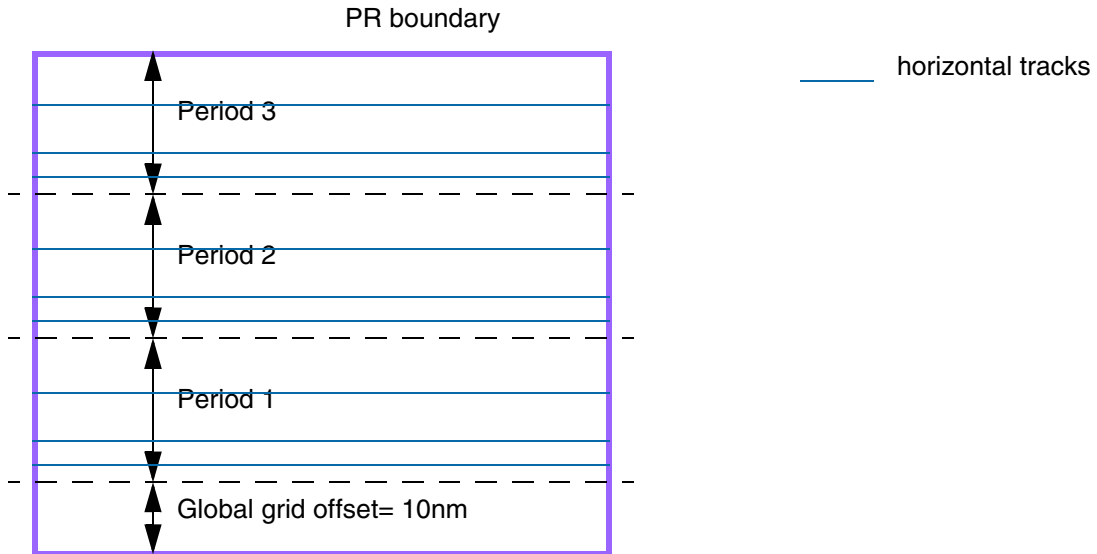 PR boundary
horizontal tracks
Period 3
Period 2
Period 1
Global grid offset= 10nm